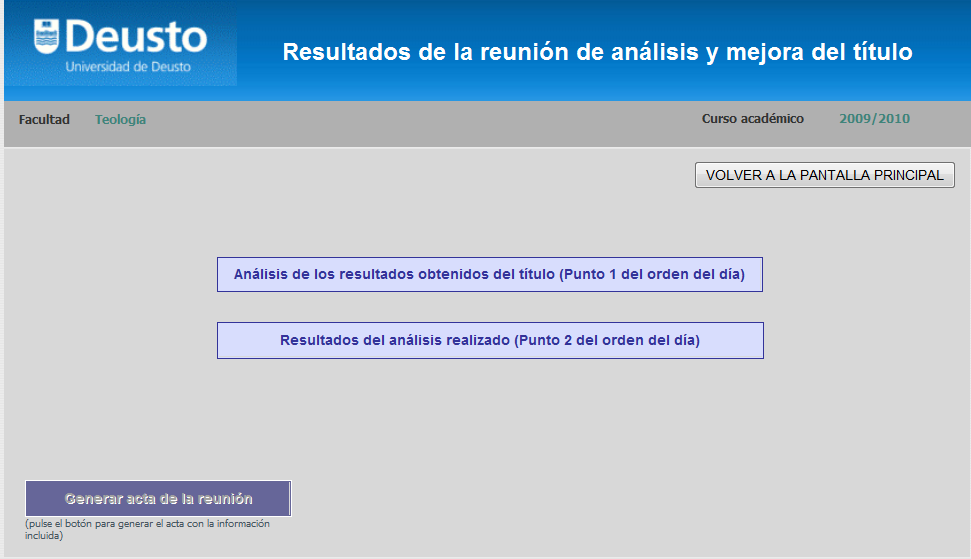 Deusto
Universidad de Deusto
Resultados de la reunión de análisis y mejora del título
Facultad Teología Curso académico 2009/2010
VOLVER A LA PANTALLA PRINCIPAL
Análisis de los resultados obtenidos del título (Punto 1 del orden del día)
Resultados del análisis realizado (Punto 2 del orden del día)
Generar acta de la reunión
(pulse el botón para generar el acta con la información
incluida)